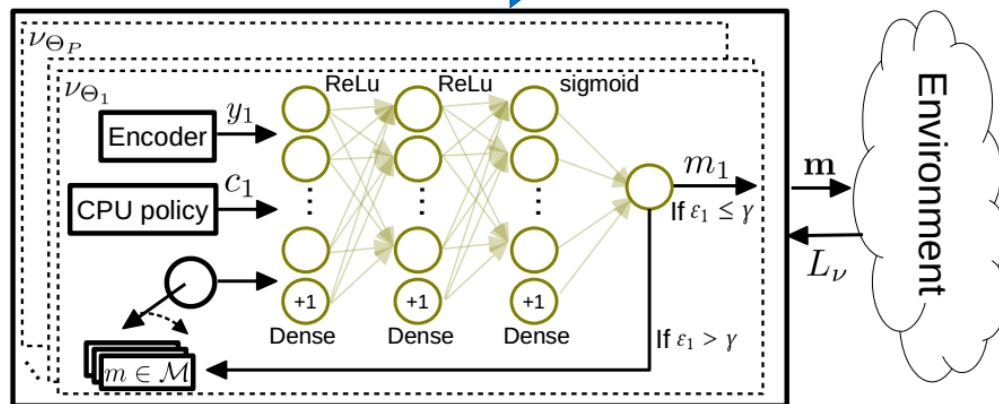 ν_{Θ_P}
ν_{Θ_1}
ReLu ReLu sigmoid
Encoder y_1
CPU policy c_1
m_1
If ε_1 ≤ γ
m
L_ν
Environment
+1 +1 +1
Dense Dense Dense
If ε_1 > γ
m ∈ ℳ